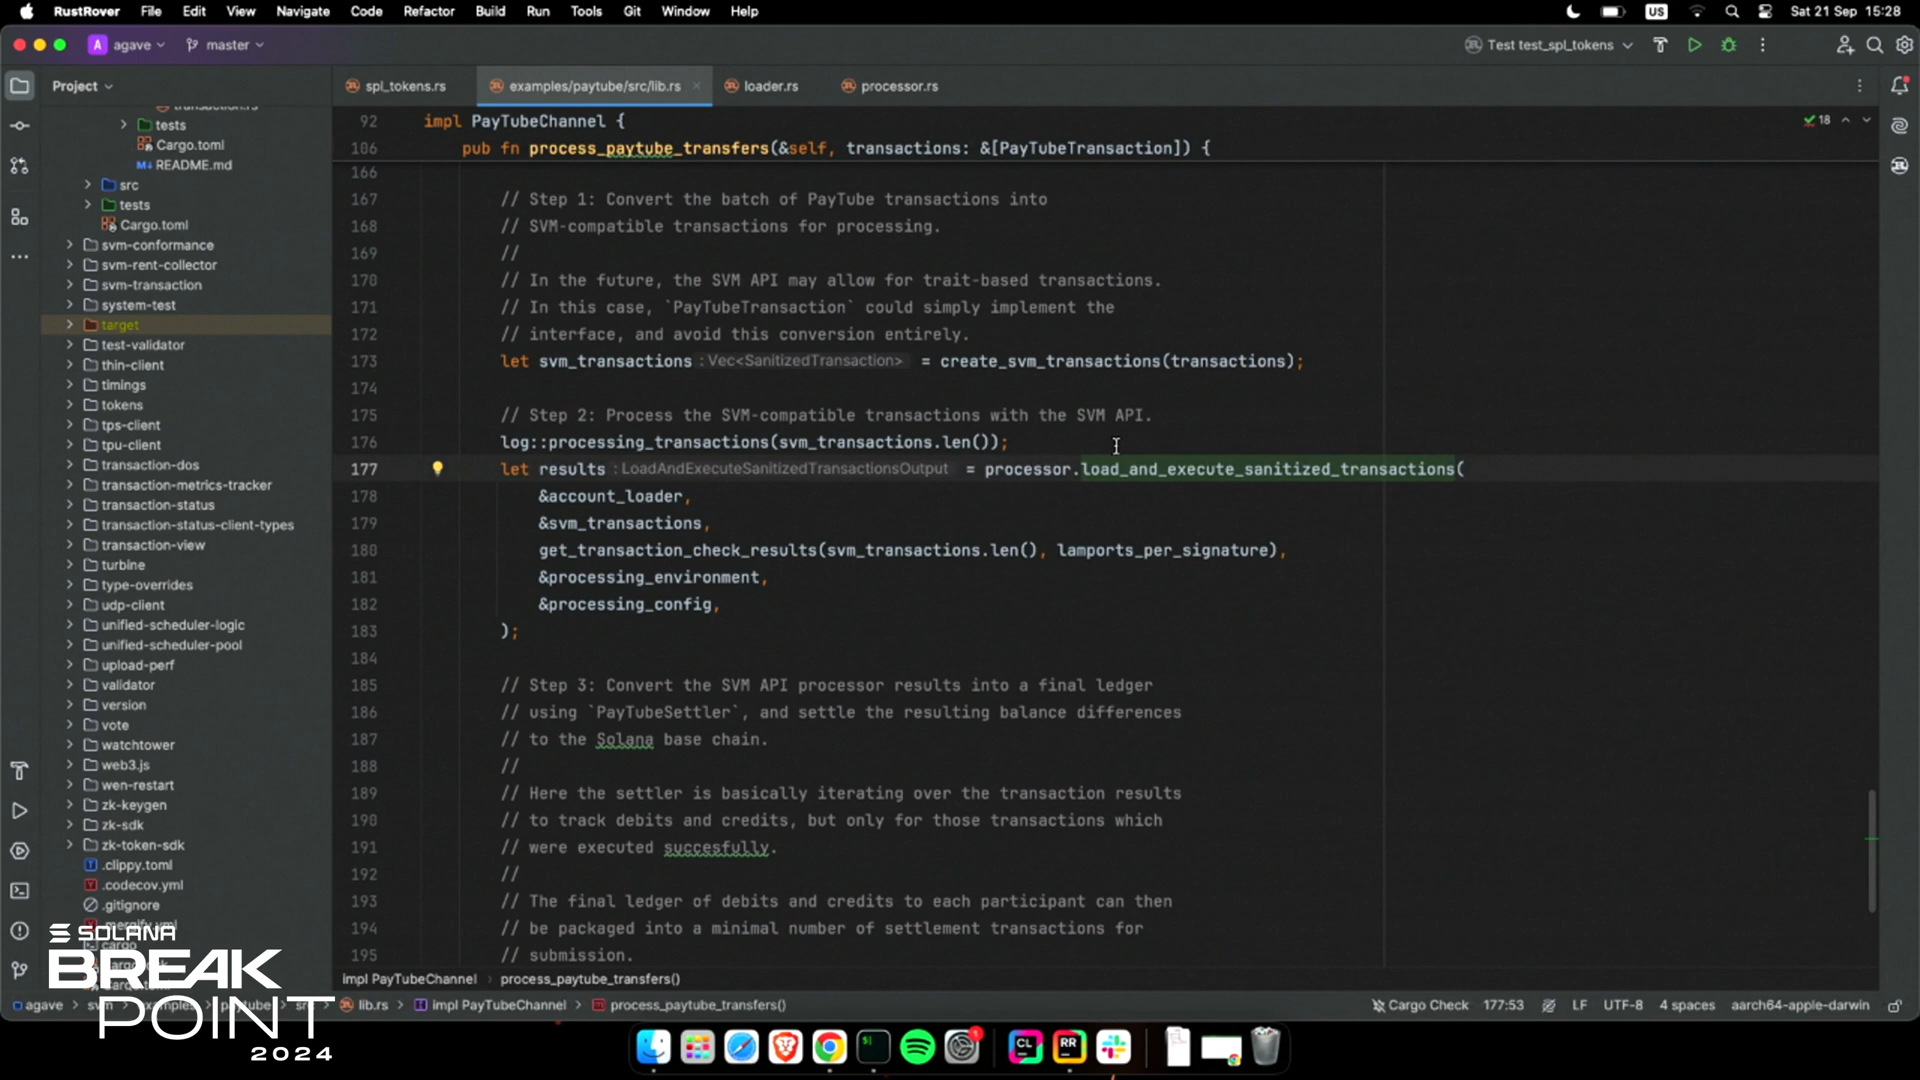 RustRover File Edit View Navigate Code Refactor Build Run Tools Git Window Help US Sat 21 Sep 15:28
A agave master Test test_spl_tokens
Project spl_tokens.rs examples/paytube/src/lib.rs loader.rs processor.rs
transaction.rs
tests
Cargo.toml
README.md
src
tests
Cargo.toml
svm-conformance
svm-rent-collector
svm-transaction
system-test
target
test-validator
thin-client
timings
tokens
tps-client
tpu-client
transaction-dos
transaction-metrics-tracker
transaction-status
transaction-status-client-types
transaction-view
turbine
type-overrides
udp-client
unified-scheduler-logic
unified-scheduler-pool
upload-perf
validator
version
vote
watchtower
web3.js
wen-restart
zk-keygen
zk-sdk
zk-token-sdk
.clippy.toml
.codecov.yml
.gitignore
.mergify.yml
cargo
92 impl PayTubeChannel { 18
106 pub fn process_paytube_transfers(&self, transactions: &[PayTubeTransaction]) {
166
167 // Step 1: Convert the batch of PayTube transactions into
168 // SVM-compatible transactions for processing.
169 //
170 // In the future, the SVM API may allow for trait-based transactions.
171 // In this case, `PayTubeTransaction` could simply implement the
172 // interface, and avoid this conversion entirely.
173 let svm_transactions : Vec<SanitizedTransaction> = create_svm_transactions(transactions);
174
175 // Step 2: Process the SVM-compatible transactions with the SVM API.
176 log::processing_transactions(svm_transactions.len());
177 let results : LoadAndExecuteSanitizedTransactionsOutput = processor.load_and_execute_sanitized_transactions(
178 &account_loader,
179 &svm_transactions,
180 get_transaction_check_results(svm_transactions.len(), lamports_per_signature),
181 &processing_environment,
182 &processing_config,
183 );
184
185 // Step 3: Convert the SVM API processor results into a final ledger
186 // using `PayTubeSettler`, and settle the resulting balance differences
187 // to the Solana base chain.
188 //
189 // Here the settler is basically iterating over the transaction results
190 // to track debits and credits, but only for those transactions which
191 // were executed succesfully.
192 //
193 // The final ledger of debits and credits to each participant can then
194 // be packaged into a minimal number of settlement transactions for
195 // submission.
impl PayTubeChannel process_paytube_transfers()
agave svm examples paytube src lib.rs impl PayTubeChannel process_paytube_transfers() Cargo Check 177:53 LF UTF-8 4 spaces aarch64-apple-darwin
SOLANA
BREAK
POINT
2024
$
1
CL
RR